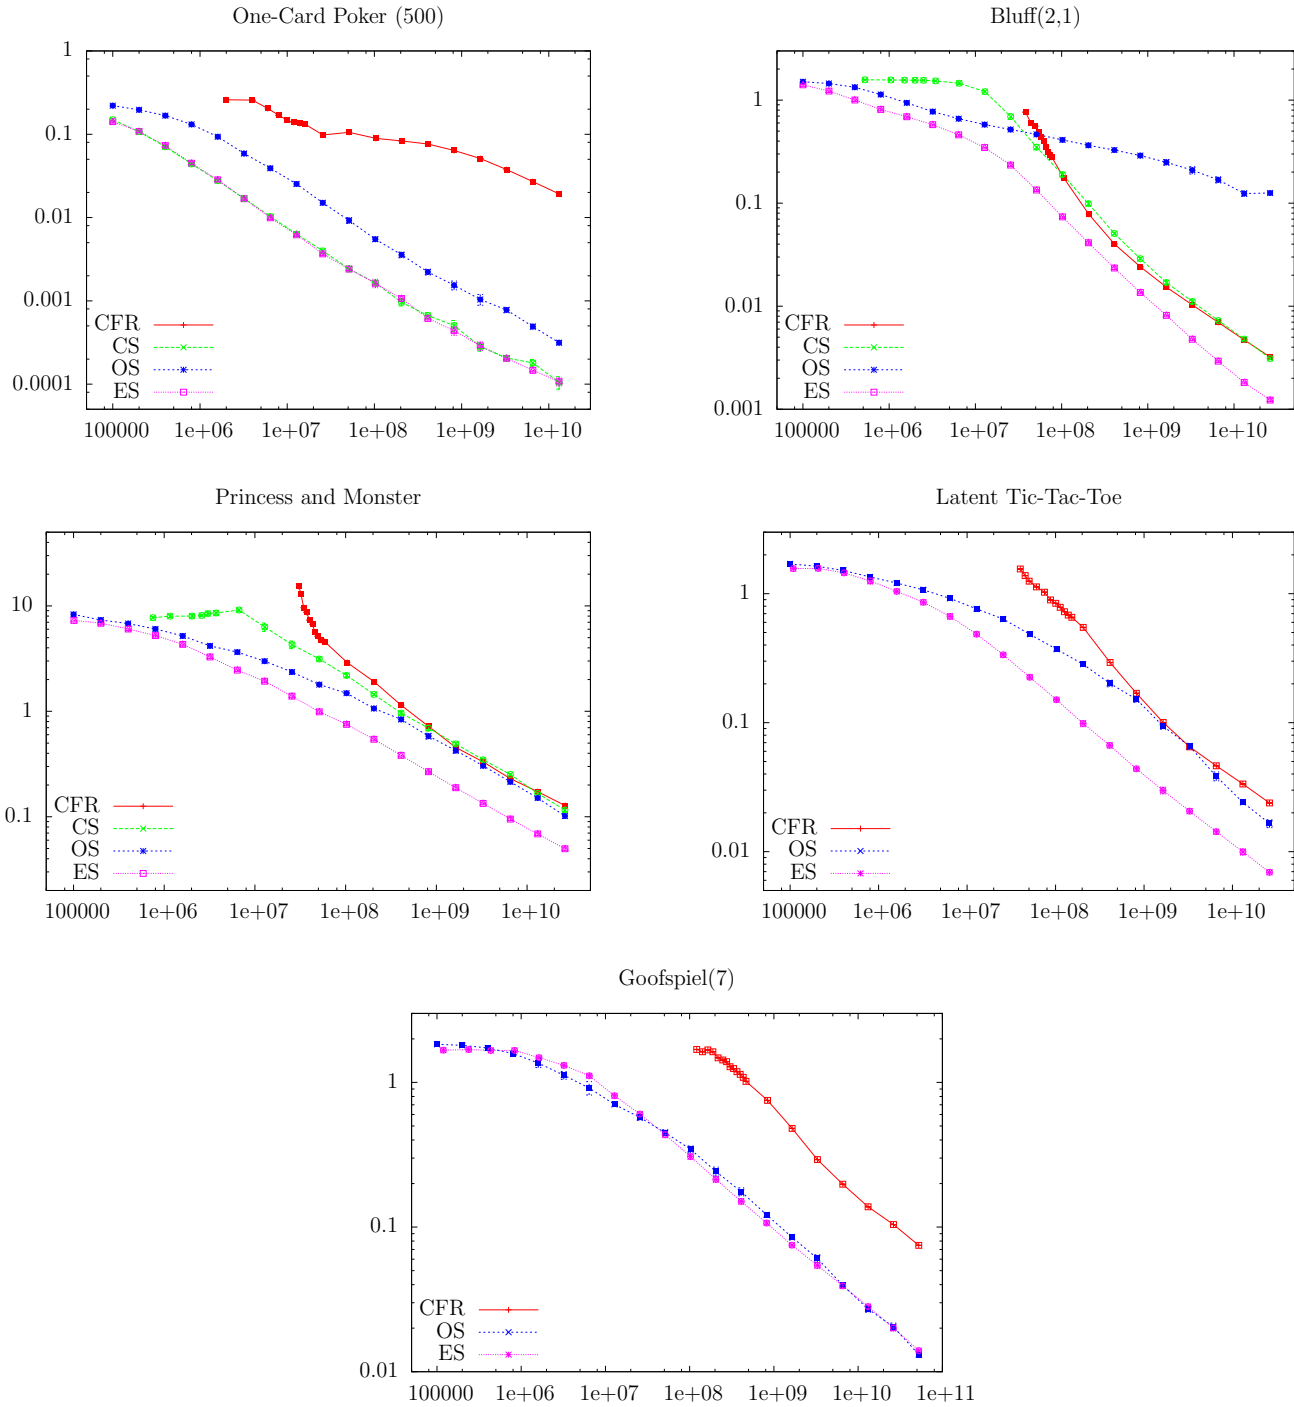 One-Card Poker (500)
1
0.1
0.01
0.001
0.0001
CFR
CS
OS
ES
100000 1e+06 1e+07 1e+08 1e+09 1e+10
Bluff(2,1)
1
0.1
0.01
0.001
CFR
CS
OS
ES
100000 1e+06 1e+07 1e+08 1e+09 1e+10
Princess and Monster
10
1
0.1
CFR
CS
OS
ES
100000 1e+06 1e+07 1e+08 1e+09 1e+10
Latent Tic-Tac-Toe
1
0.1
0.01
CFR
OS
ES
100000 1e+06 1e+07 1e+08 1e+09 1e+10
Goofspiel(7)
1
0.1
0.01
CFR
OS
ES
100000 1e+06 1e+07 1e+08 1e+09 1e+10 1e+11